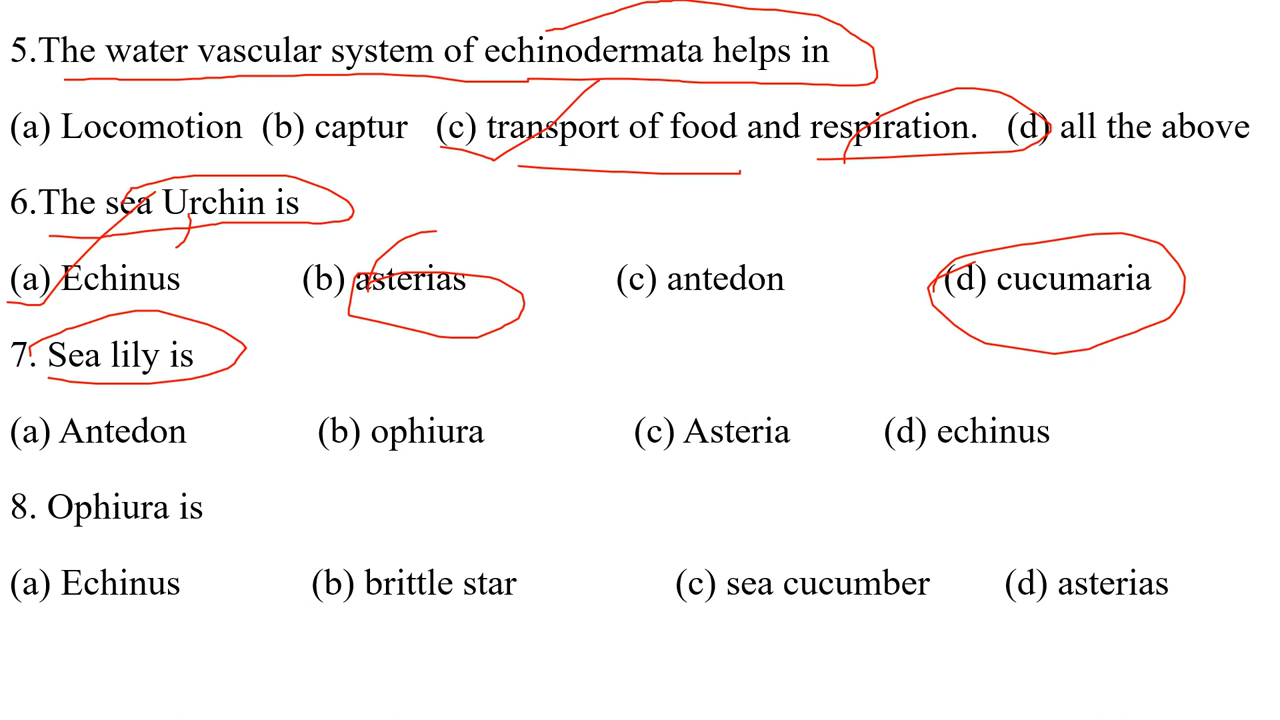 5.The water vascular system of echinodermata helps in
(a) Locomotion (b) captur (c) transport of food and respiration. (d) all the above
6.The sea Urchin is
(a) Echinus (b) asterias (c) antedon (d) cucumaria
7. Sea lily is
(a) Antedon (b) ophiura (c) Asteria (d) echinus
8. Ophiura is
(a) Echinus (b) brittle star (c) sea cucumber (d) asterias